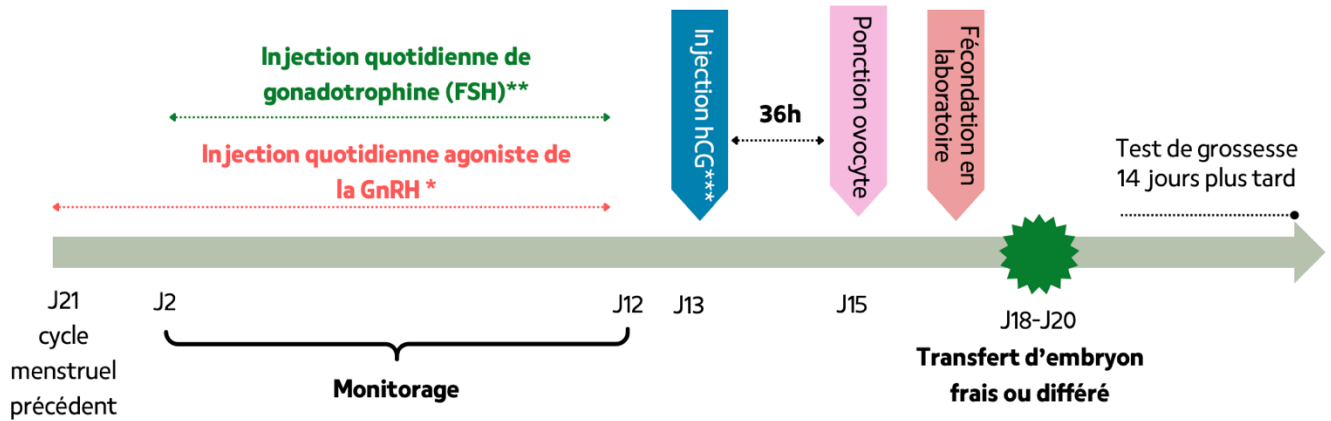 Injection quotidienne de
gonadotrophine (FSH)**
Injection quotidienne agoniste de
la GnRH *
Injection hCG***
36h
Ponction ovocyte
Fécondation en
laboratoire
Test de grossesse
14 jours plus tard
J21
cycle
menstruel
précédent
J2
J12
J13
J15
J18-J20
Monitorage
Transfert d’embryon
frais ou différé